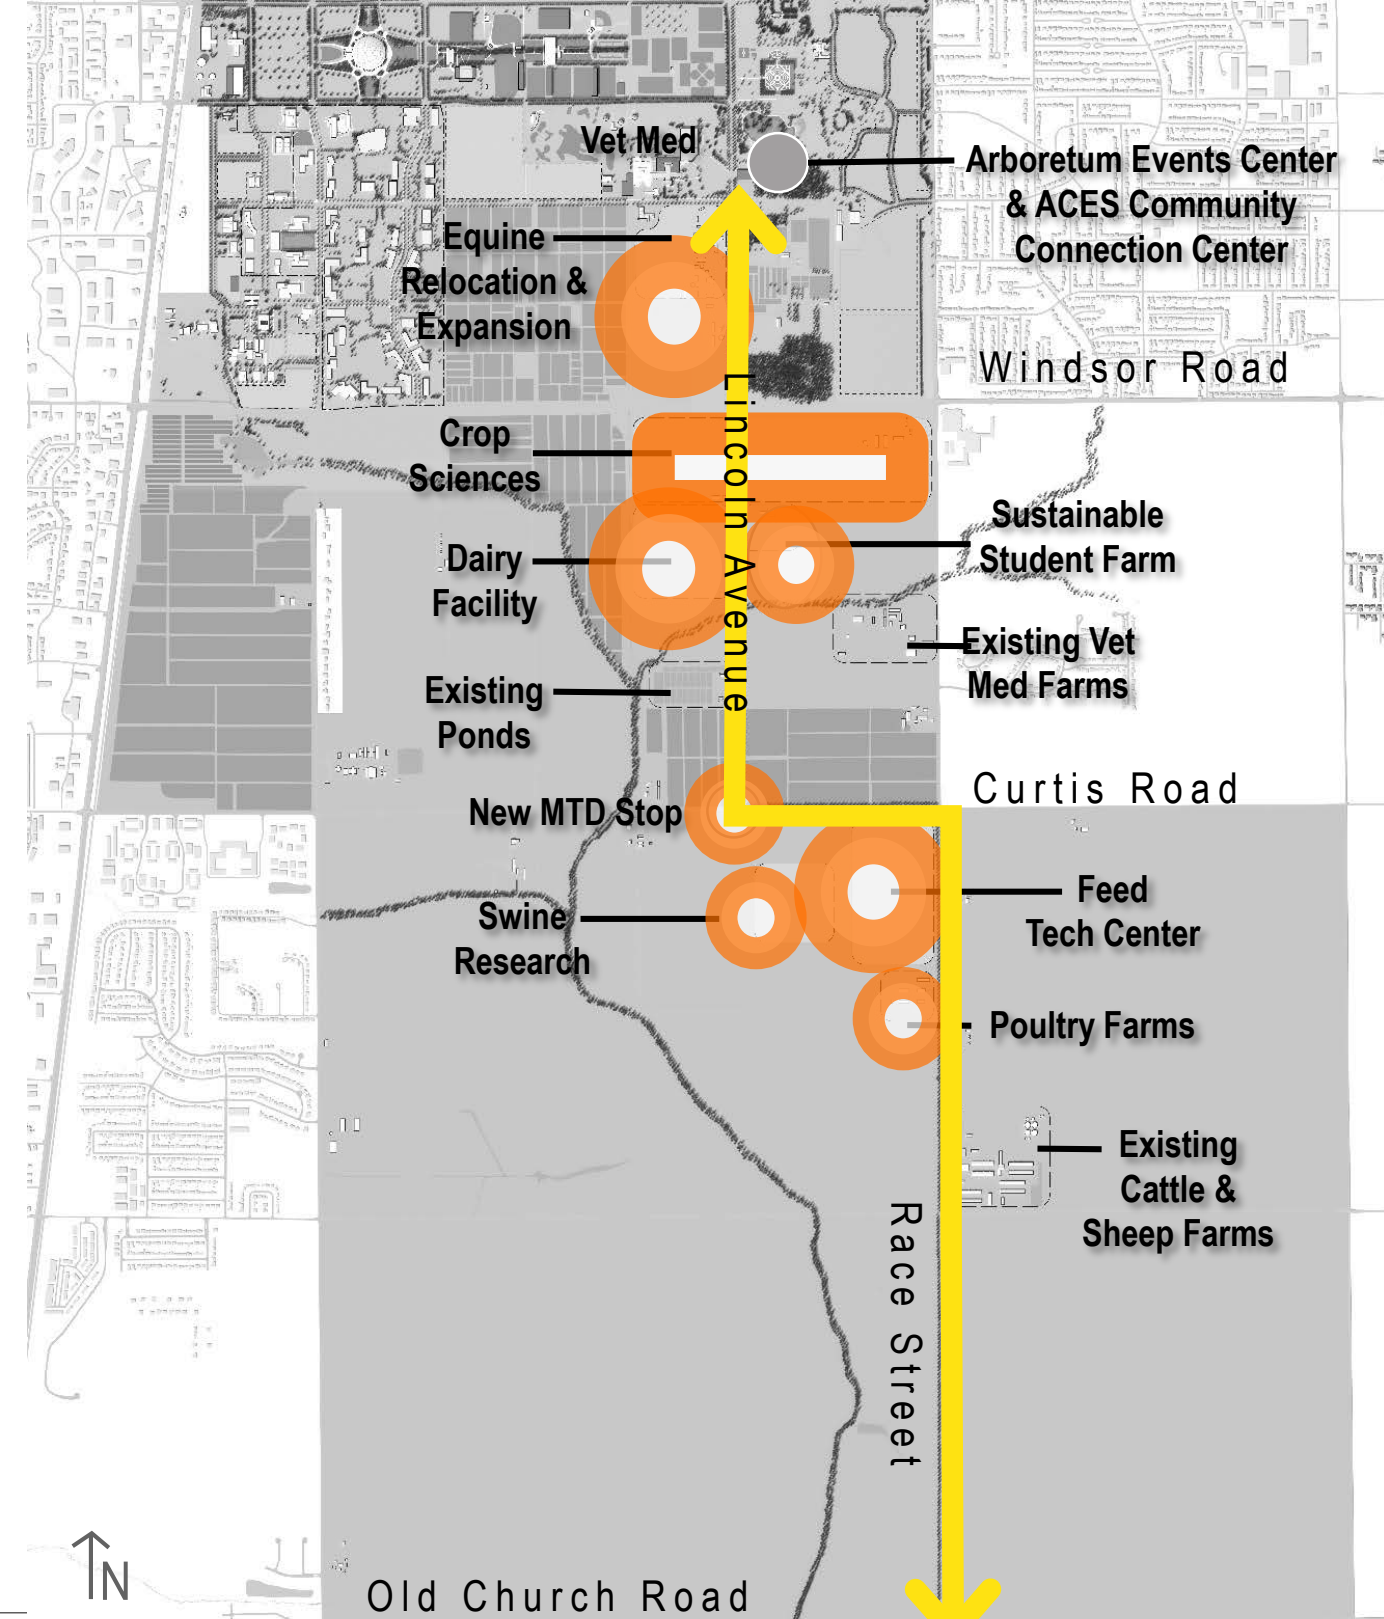 Vet Med
Arboretum Events Center
& ACES Community
Connection Center
Equine
Relocation &
Expansion
Windsor Road
Lincoln Avenue
Crop
Sciences
Sustainable
Student Farm
Dairy
Facility
Existing Vet
Med Farms
Existing
Ponds
Curtis Road
New MTD Stop
Feed
Tech Center
Swine
Research
Poultry Farms
Existing
Cattle &
Sheep Farms
Race Street
N
Old Church Road